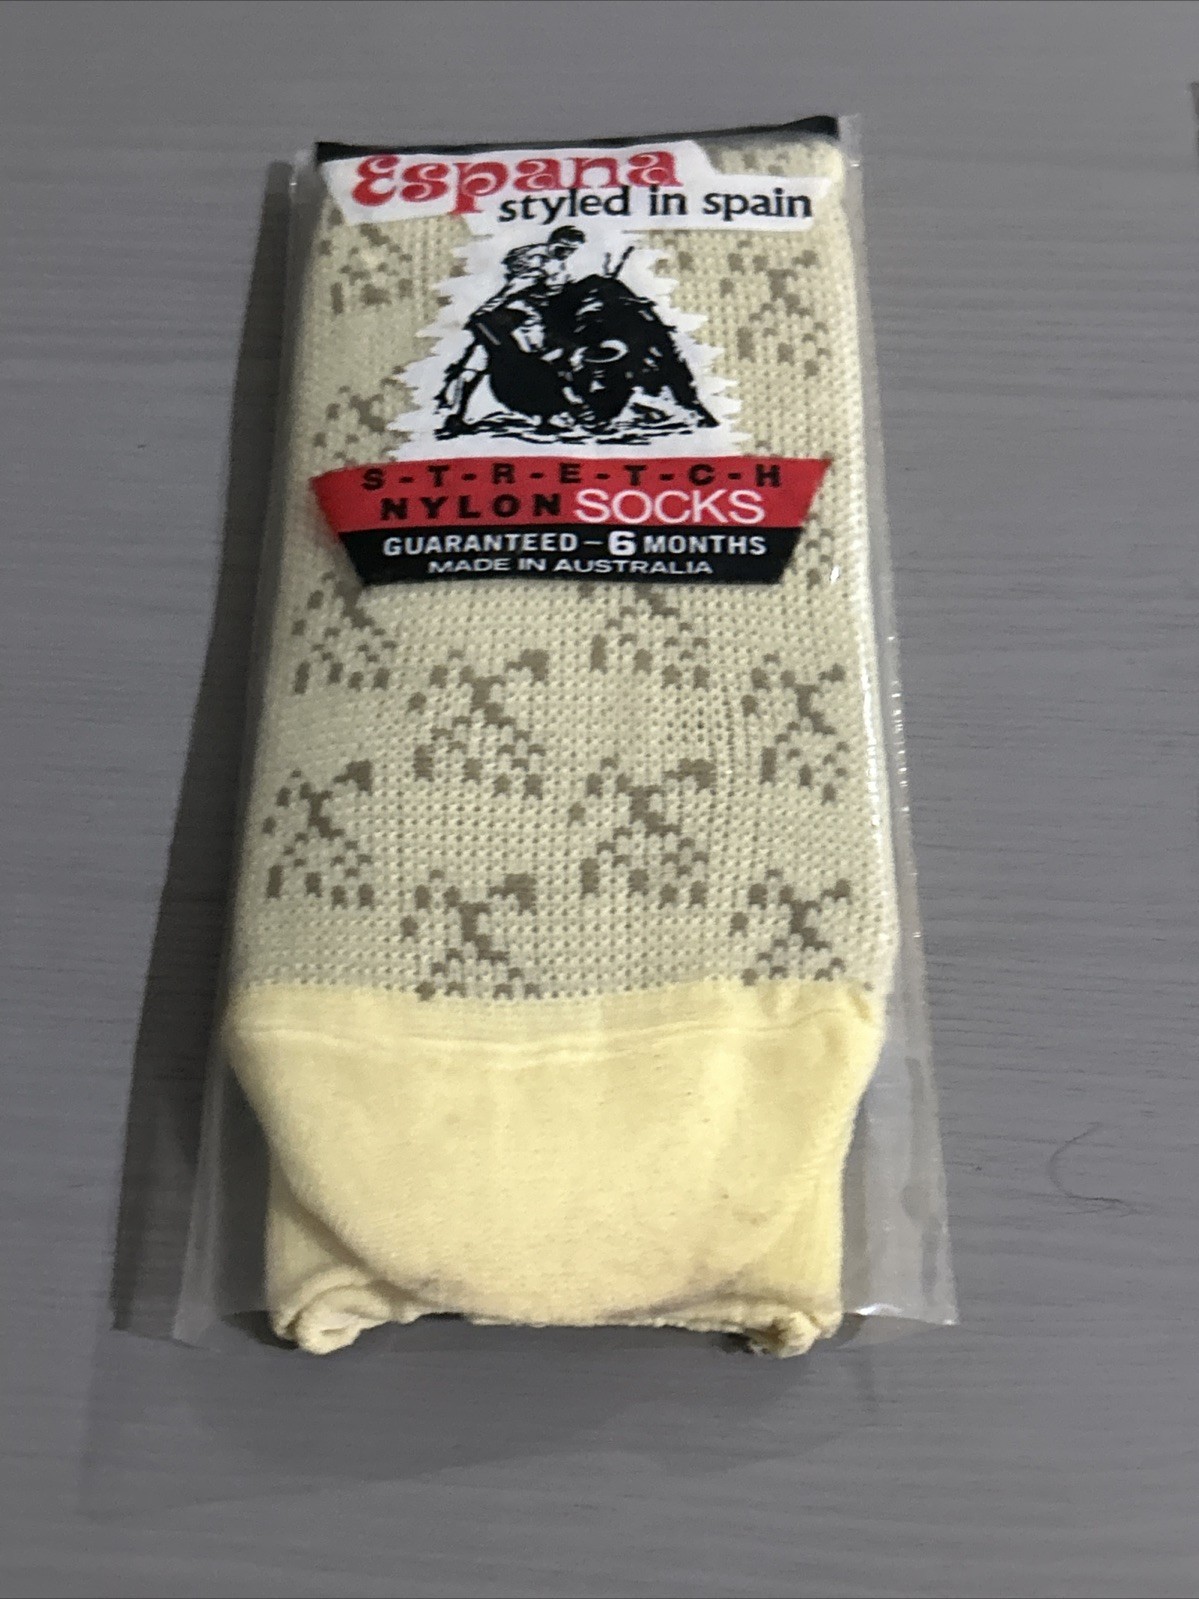 Espana
styled in spain
S-T-R-E-T-C-H
NYLON SOCKS
GUARANTEED – 6 MONTHS
MADE IN AUSTRALIA